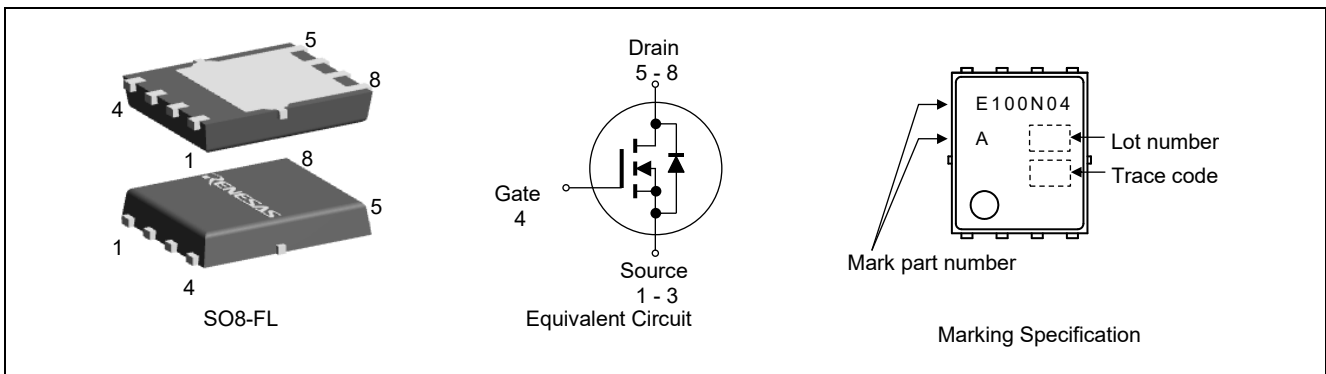 5
8
4
1
8
RENESAS
5
1
4
SO8-FL
Drain
5 - 8
Gate
4
Source
1 - 3
Equivalent Circuit
E100N04
A
Lot number
Trace code
Mark part number
Marking Specification